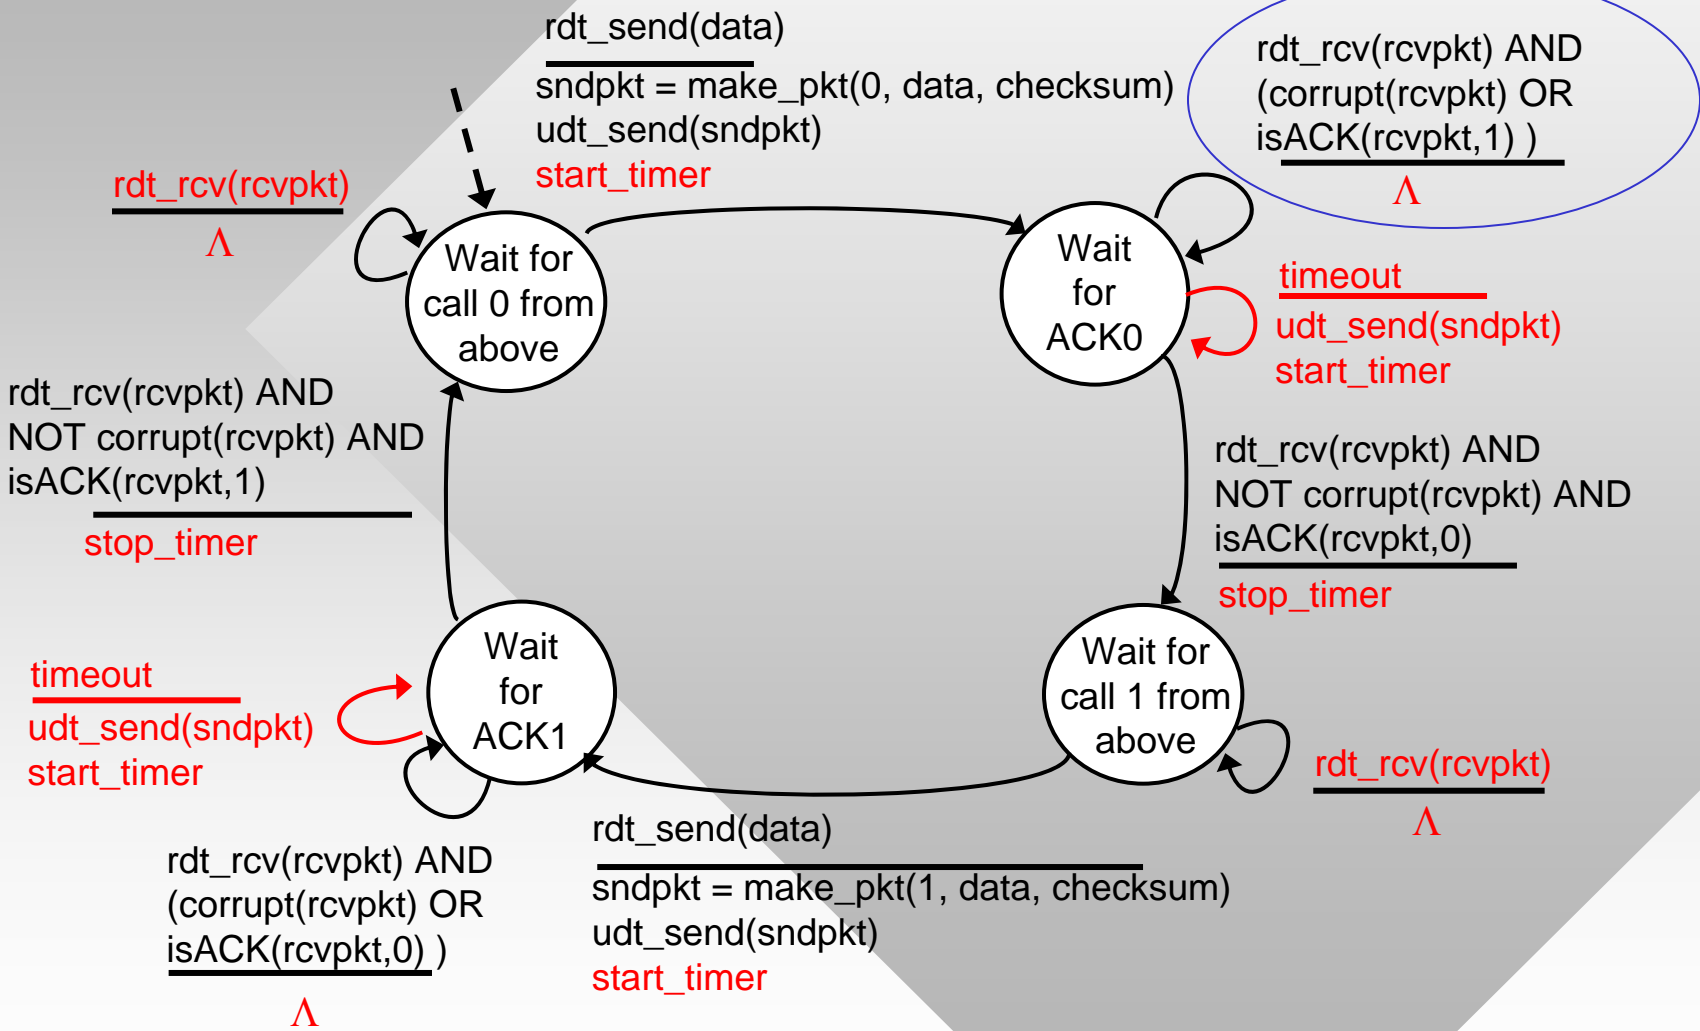 rdt_send(data)
sndpkt = make_pkt(0, data, checksum)
udt_send(sndpkt)
start_timer
rdt_rcv(rcvpkt) AND
(corrupt(rcvpkt) OR
isACK(rcvpkt,1) )
Λ
rdt_rcv(rcvpkt)
Λ
Wait for
call 0 from
above
Wait
for
ACK0
timeout
udt_send(sndpkt)
start_timer
rdt_rcv(rcvpkt) AND
NOT corrupt(rcvpkt) AND
isACK(rcvpkt,1)
stop_timer
rdt_rcv(rcvpkt) AND
NOT corrupt(rcvpkt) AND
isACK(rcvpkt,0)
stop_timer
timeout
udt_send(sndpkt)
start_timer
Wait
for
ACK1
Wait for
call 1 from
above
rdt_rcv(rcvpkt)
Λ
rdt_rcv(rcvpkt) AND
(corrupt(rcvpkt) OR
isACK(rcvpkt,0) )
Λ
rdt_send(data)
sndpkt = make_pkt(1, data, checksum)
udt_send(sndpkt)
start_timer